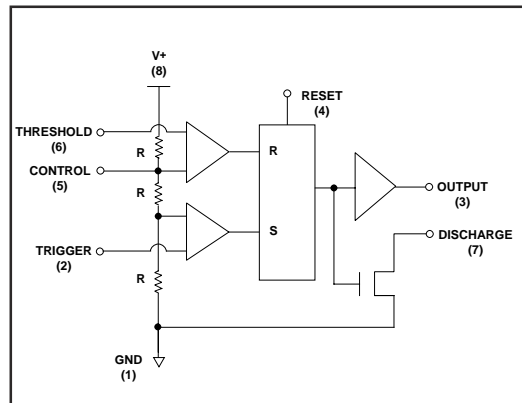 V+
(8)
RESET
(4)
THRESHOLD
(6)
R
R
CONTROL
(5)
OUTPUT
(3)
R
S
DISCHARGE
(7)
TRIGGER
(2)
R
GND
(1)